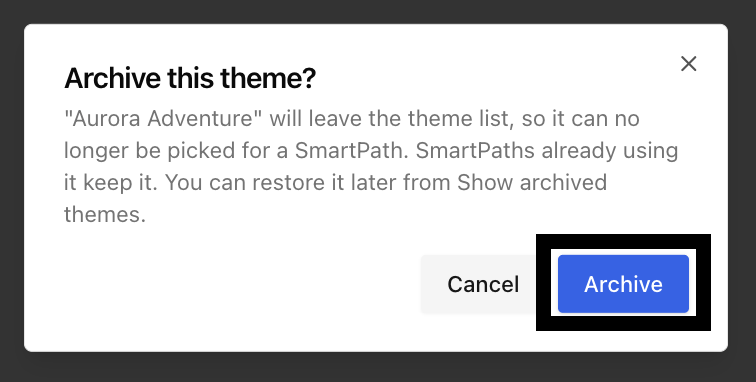 Archive this theme?
"Aurora Adventure" will leave the theme list, so it can no
longer be picked for a SmartPath. SmartPaths already using
it keep it. You can restore it later from Show archived
themes.
Cancel
Archive